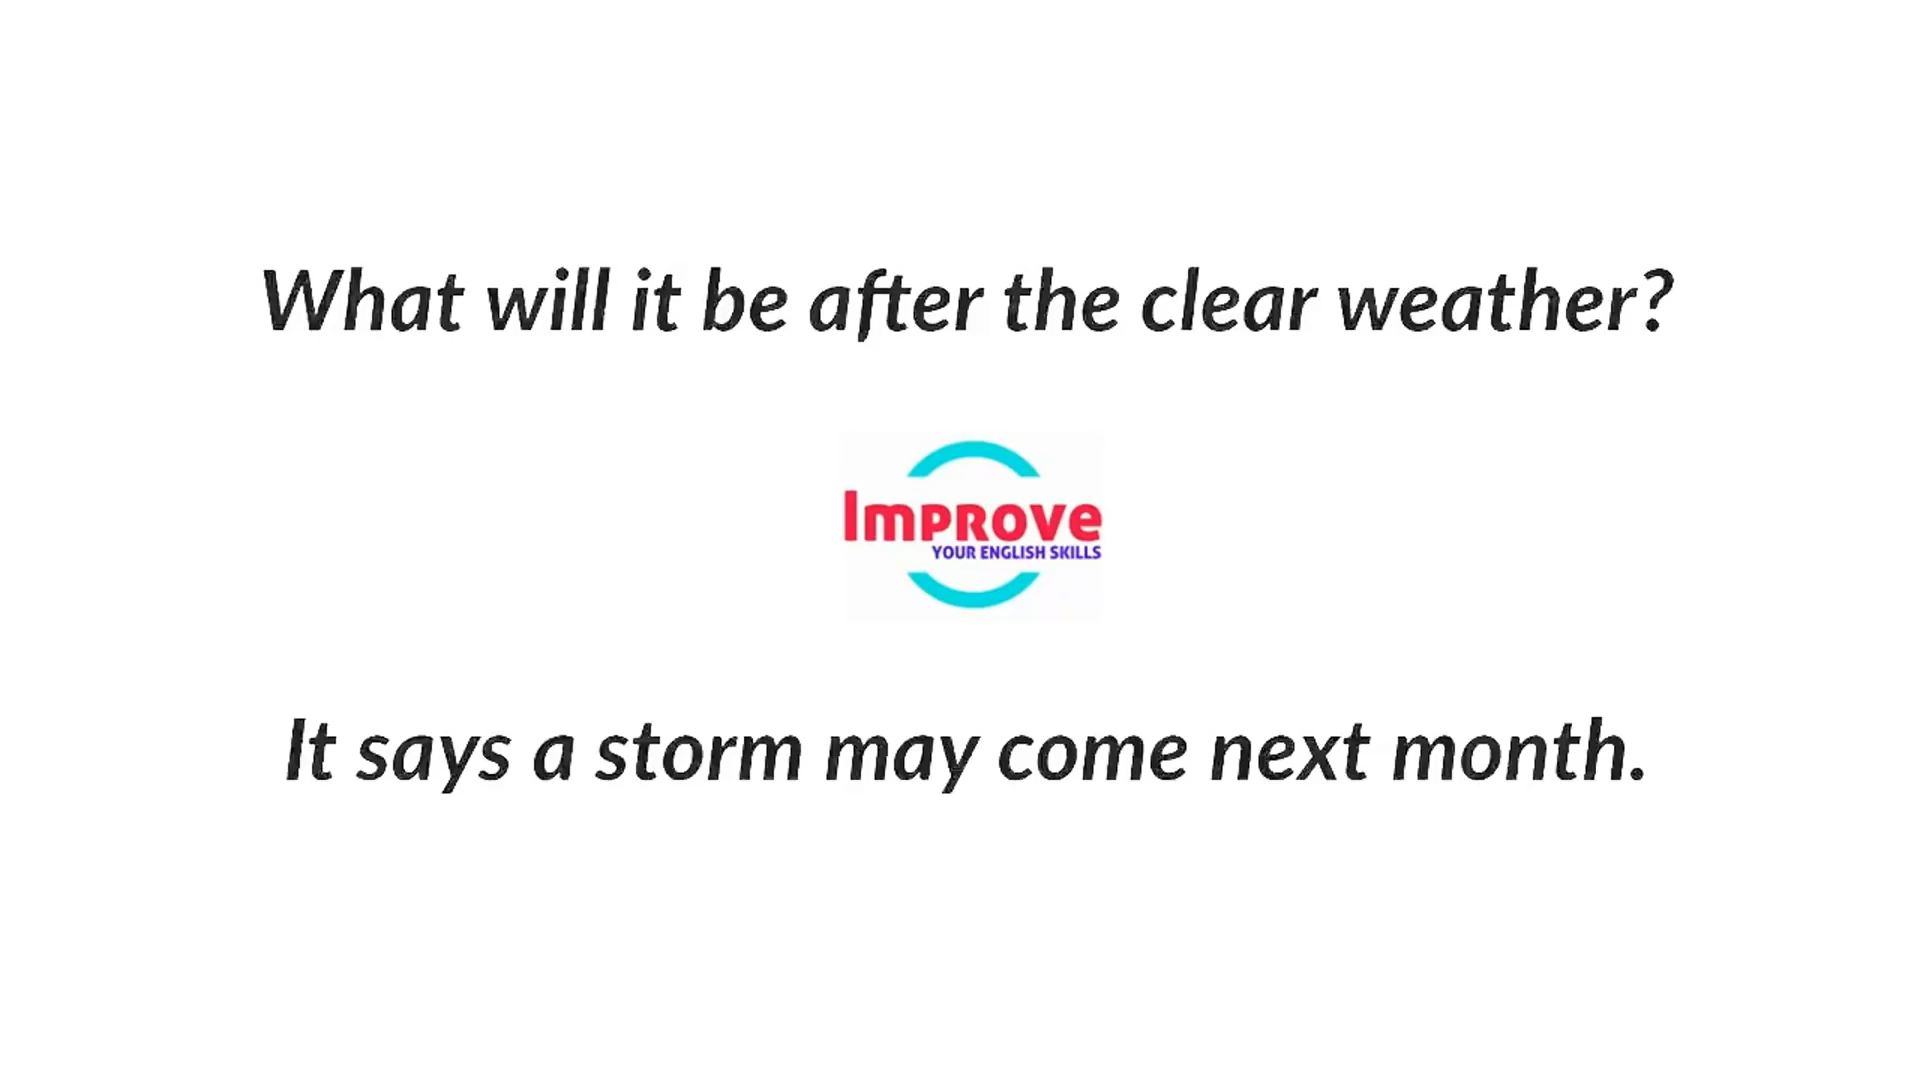 What will it be after the clear weather?
Improve
YOUR ENGLISH SKILLS
It says a storm may come next month.